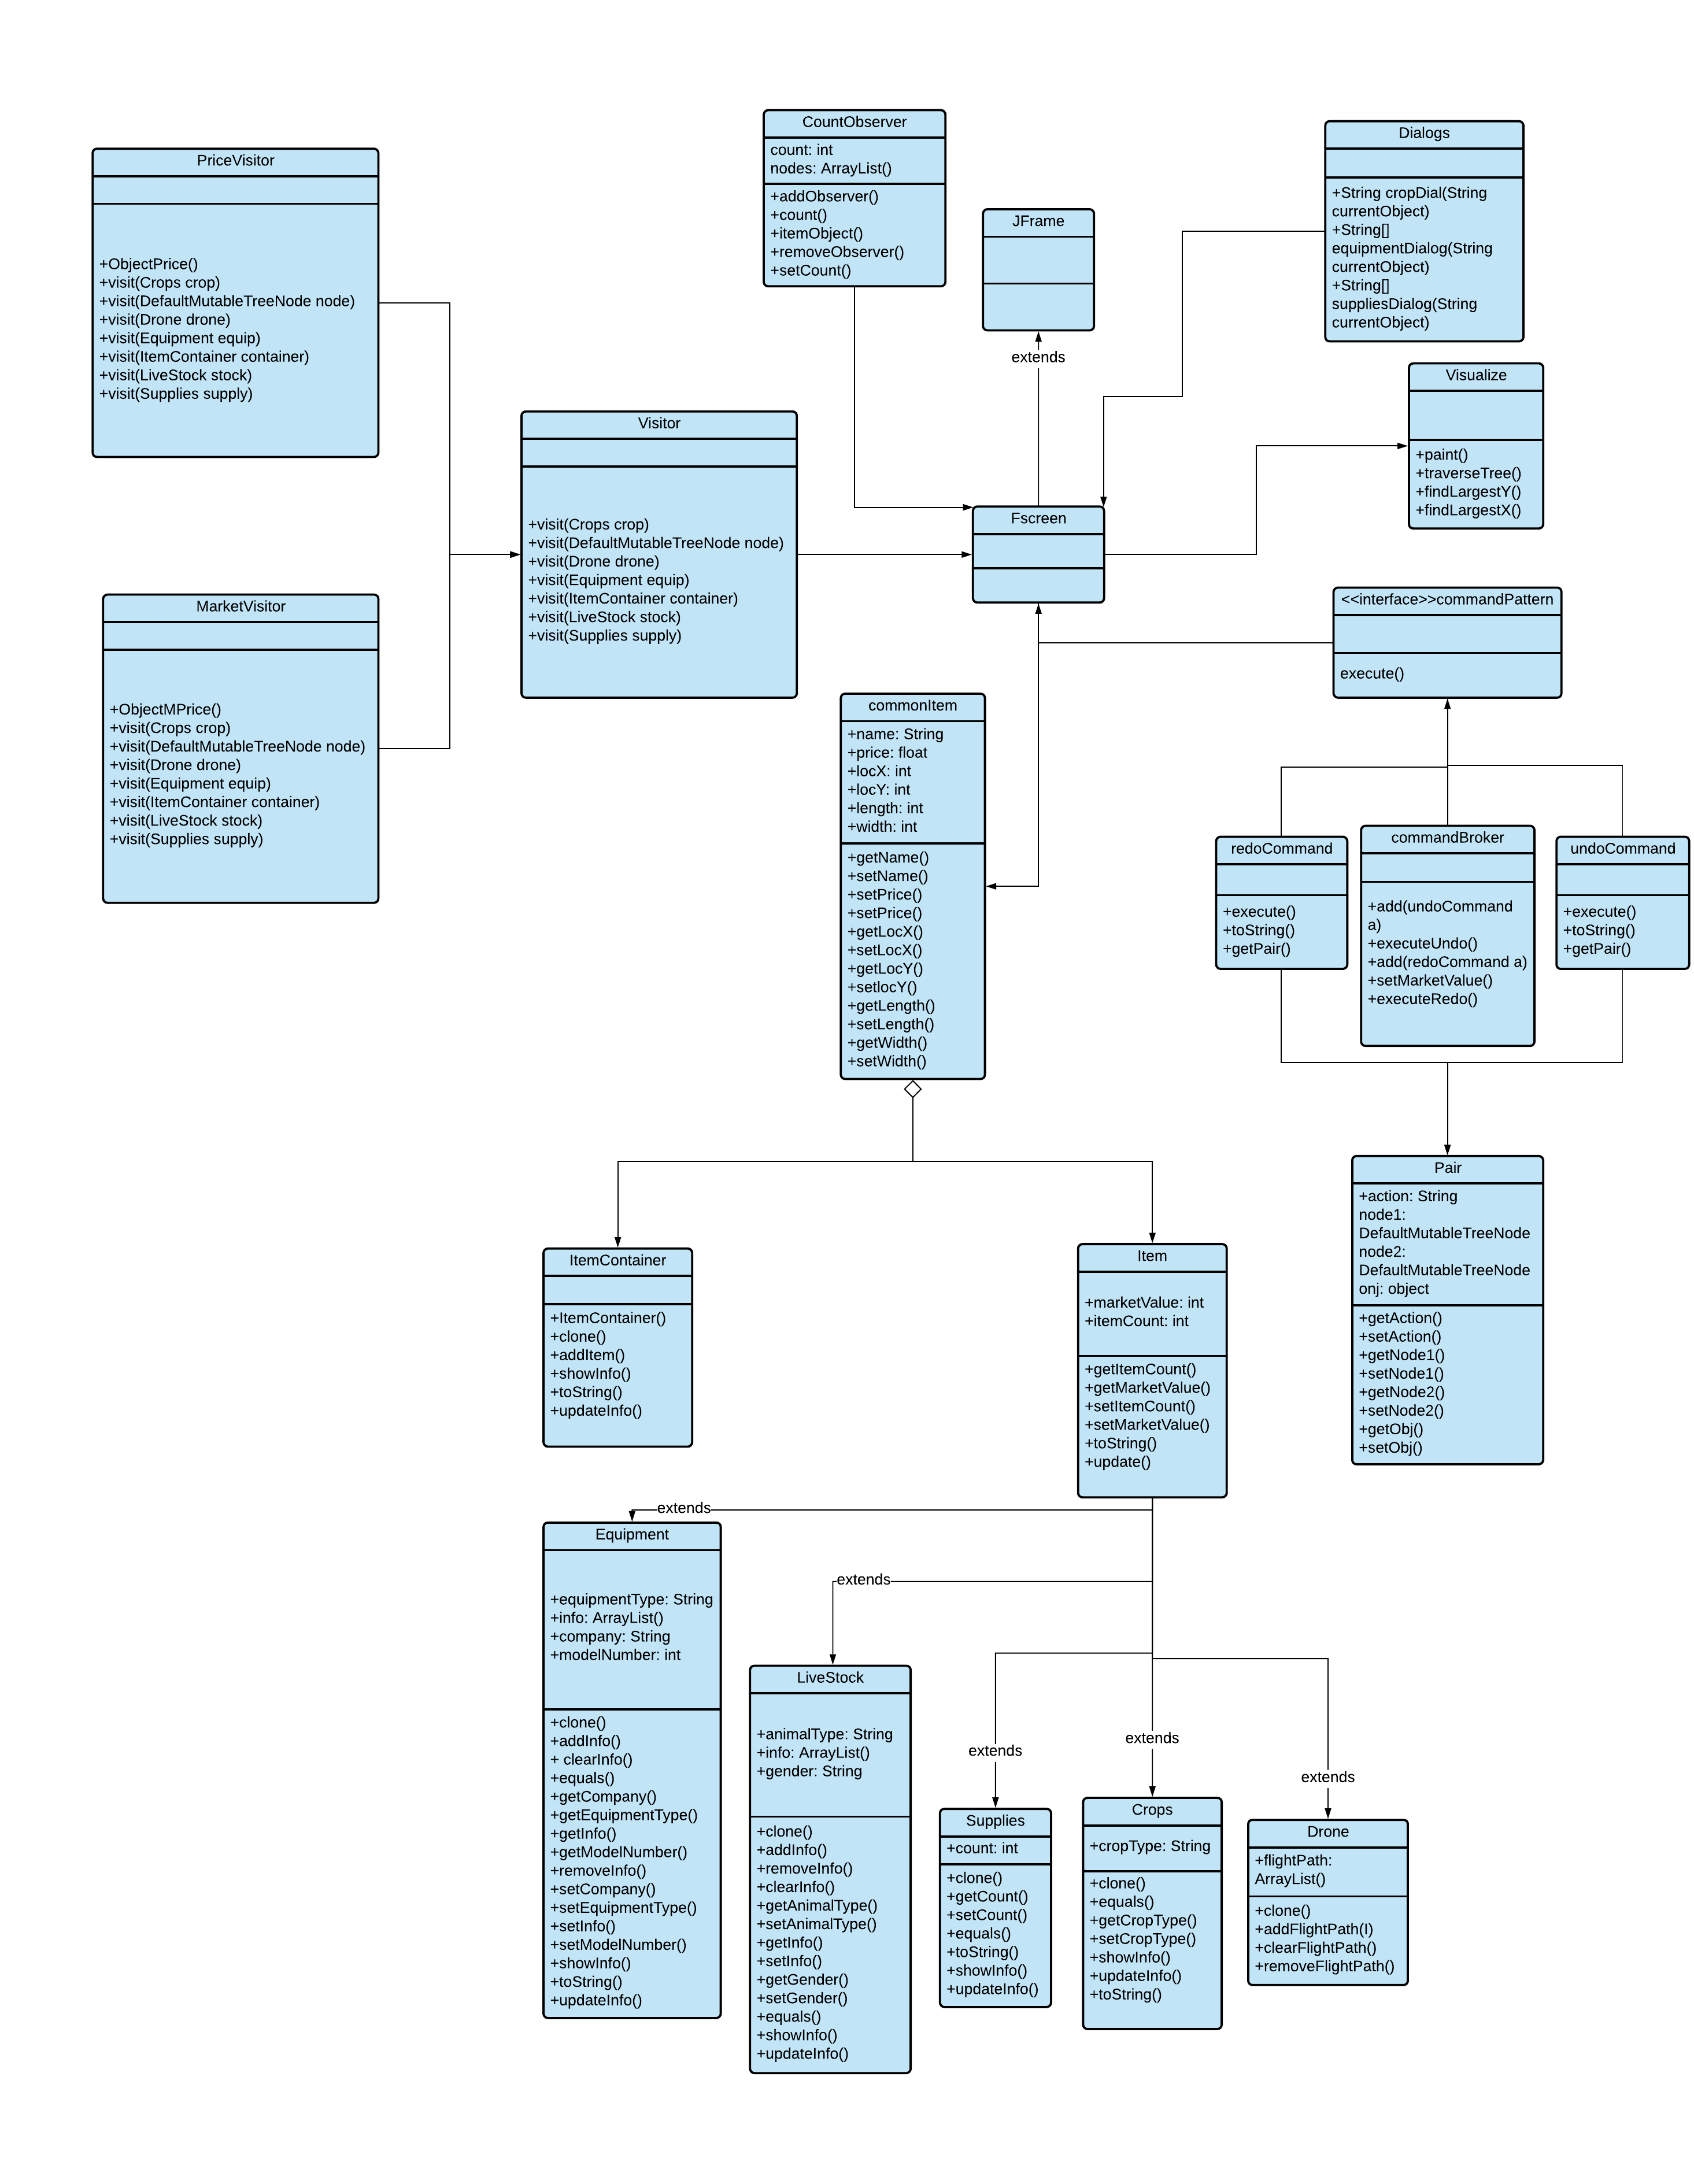 CountObserver
count: int
nodes: ArrayList()
+addObserver()
+count()
+itemObject()
+removeObserver()
+setCount()
Dialogs
+String cropDial(String
currentObject)
+String[]
equipmentDialog(String
currentObject)
+String[]
suppliesDialog(String
currentObject)
PriceVisitor
+ObjectPrice()
+visit(Crops crop)
+visit(DefaultMutableTreeNode node)
+visit(Drone drone)
+visit(Equipment equip)
+visit(ItemContainer container)
+visit(LiveStock stock)
+visit(Supplies supply)
JFrame
extends
Visualize
+paint()
+traverseTree()
+findLargestY()
+findLargestX()
Visitor
+visit(Crops crop)
+visit(DefaultMutableTreeNode node)
+visit(Drone drone)
+visit(Equipment equip)
+visit(ItemContainer container)
+visit(LiveStock stock)
+visit(Supplies supply)
Fscreen
<<interface>>commandPattern
execute()
MarketVisitor
+ObjectMPrice()
+visit(Crops crop)
+visit(DefaultMutableTreeNode node)
+visit(Drone drone)
+visit(Equipment equip)
+visit(ItemContainer container)
+visit(LiveStock stock)
+visit(Supplies supply)
commonItem
+name: String
+price: float
+locX: int
+locY: int
+length: int
+width: int
+getName()
+setName()
+setPrice()
+setPrice()
+getLocX()
+setLocX()
+getLocY()
+setlocY()
+getLength()
+setLength()
+getWidth()
+setWidth()
redoCommand
+execute()
+toString()
+getPair()
commandBroker
+add(undoCommand
a)
+executeUndo()
+add(redoCommand a)
+setMarketValue()
+executeRedo()
undoCommand
+execute()
+toString()
+getPair()
Pair
+action: String
node1:
DefaultMutableTreeNode
node2:
DefaultMutableTreeNode
onj: object
+getAction()
+setAction()
+getNode1()
+setNode1()
+getNode2()
+setNode2()
+getObj()
+setObj()
ItemContainer
+ItemContainer()
+clone()
+addItem()
+showInfo()
+toString()
+updateInfo()
Item
+marketValue: int
+itemCount: int
+getItemCount()
+getMarketValue()
+setItemCount()
+setMarketValue()
+toString()
+update()
extends
Equipment
+equipmentType: String
+info: ArrayList()
+company: String
+modelNumber: int
+clone()
+addInfo()
+ clearInfo()
+equals()
+getCompany()
+getEquipmentType()
+getInfo()
+getModelNumber()
+removeInfo()
+setCompany()
+setEquipmentType()
+setInfo()
+setModelNumber()
+showInfo()
+toString()
+updateInfo()
extends
LiveStock
+animalType: String
+info: ArrayList()
+gender: String
+clone()
+addInfo()
+removeInfo()
+clearInfo()
+getAnimalType()
+setAnimalType()
+getInfo()
+setInfo()
+getGender()
+setGender()
+equals()
+showInfo()
+updateInfo()
extends
Supplies
+count: int
+clone()
+getCount()
+setCount()
+equals()
+toString()
+showInfo()
+updateInfo()
extends
Crops
+cropType: String
+clone()
+equals()
+getCropType()
+setCropType()
+showInfo()
+updateInfo()
+toString()
extends
Drone
+flightPath:
ArrayList()
+clone()
+addFlightPath(I)
+clearFlightPath()
+removeFlightPath()